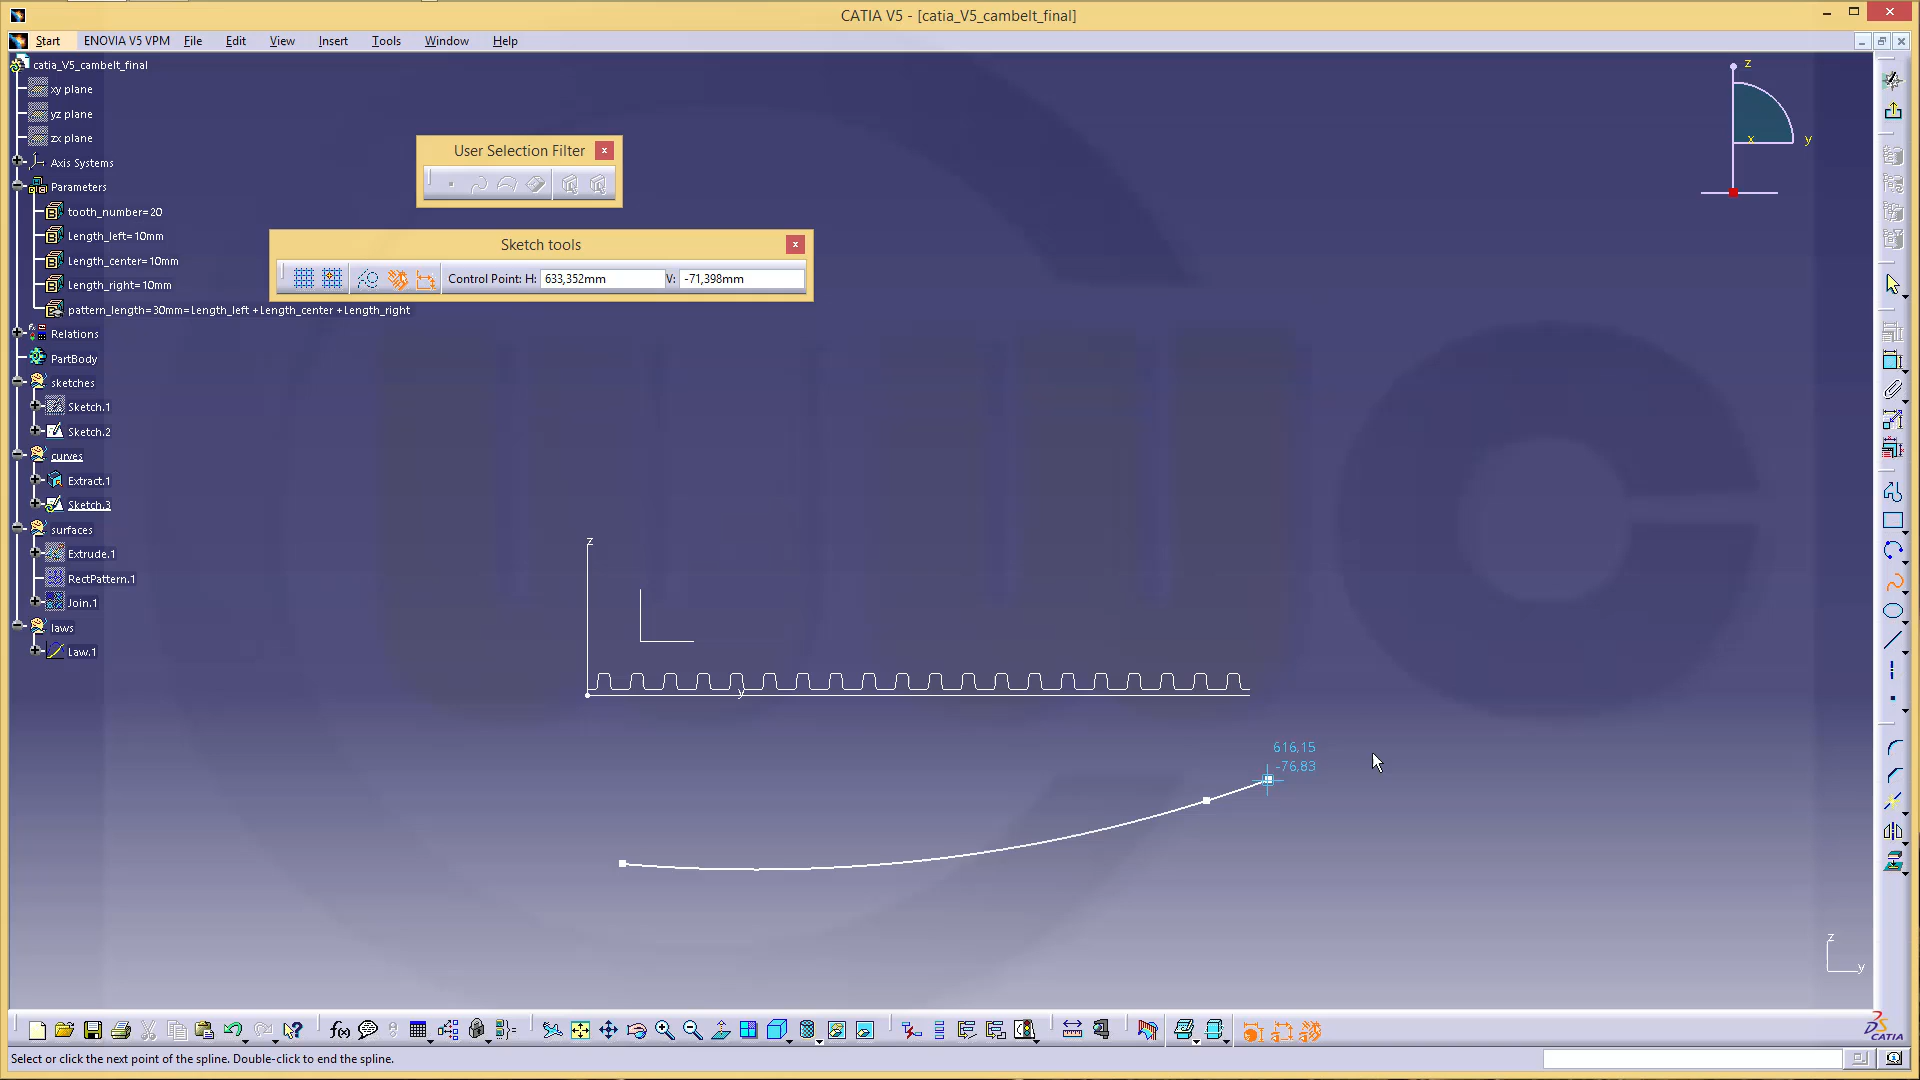 CATIA V5 - [catia_V5_cambelt_final]
Start ENOVIA V5 VPM File Edit View Insert Tools Window Help
catia_V5_cambelt_final
xy plane
yz plane
zx plane
Axis Systems
Parameters
tooth_number=20
Length_left=10mm
Length_center=10mm
Length_right=10mm
pattern_length=30mm=Length_left +Length_center +Length_right
Relations
PartBody
sketches
Sketch.1
Sketch.2
curves
Extract.1
Sketch.3
surfaces
Extrude.1
RectPattern.1
Join.1
laws
Law.1
User Selection Filter
Sketch tools
Control Point: H: 633,352mm V: -71,398mm
z
x
y
z
y
616,15
-76,83
z
y
f(x)
CATIA
Select or click the next point of the spline. Double-click to end the spline.